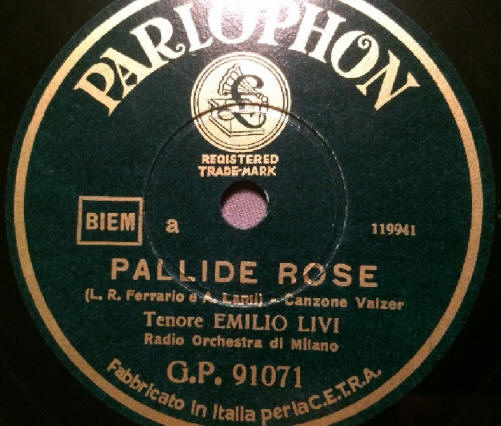 PARLOPHON
£
REGISTERED
TRADE-MARK
BIEM a 119941
PALLIDE ROSE
(L. R. Ferrario e A. Lanti) - Canzone Valzer
Tenore EMILIO LIVI
Radio Orchestra di Milano
G.P. 91071
Fabbricato in Italia per la C.E.T.R.A.